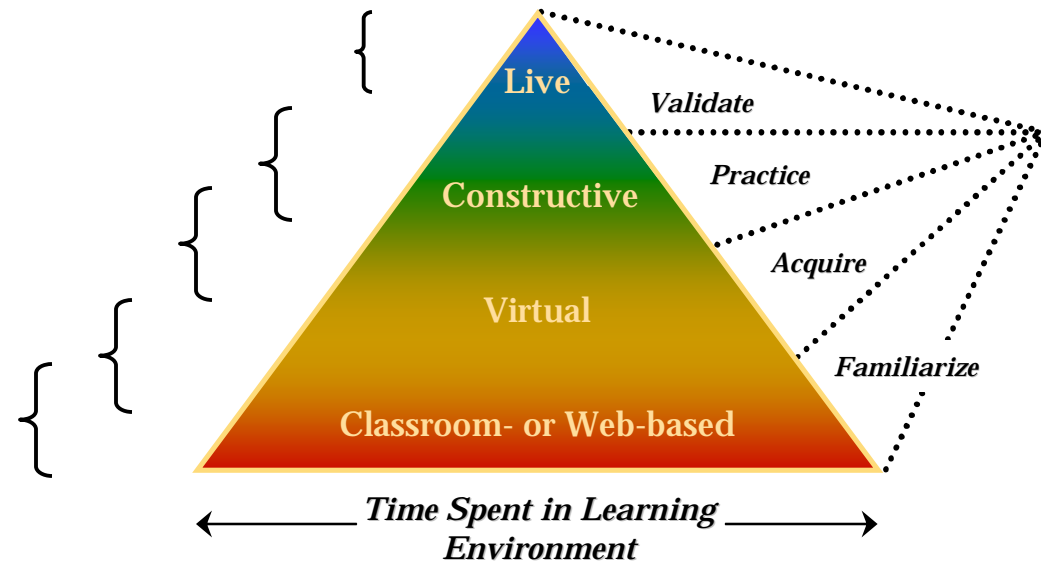 Live
Validate
Practice
Constructive
Acquire
Virtual
Familiarize
Classroom- or Web-based
Time Spent in Learning
Environment